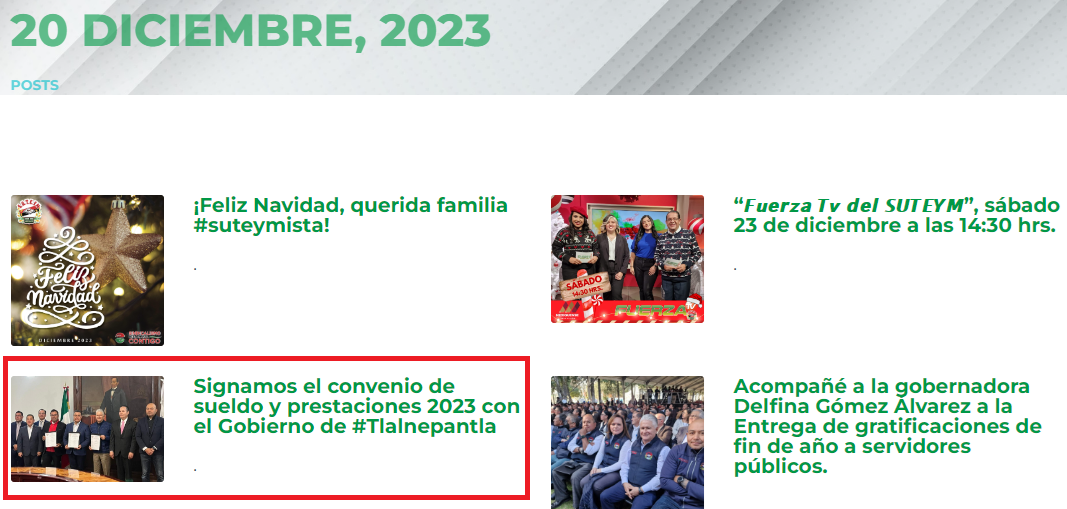 20 DICIEMBRE, 2023
POSTS
¡Feliz Navidad, querida familia
#suteymista!
.
Feliz
Navidad
DICIEMBRE 2023
CONTIGO
“Fuerza Tv del SUTEYM”, sábado
23 de diciembre a las 14:30 hrs.
.
SÁBADO
14:30 HRS.
FUERZA
Signamos el convenio de
sueldo y prestaciones 2023 con
el Gobierno de #Tlalnepantla
.
Acompañé a la gobernadora
Delfina Gómez Álvarez a la
Entrega de gratificaciones de
fin de año a servidores
públicos.